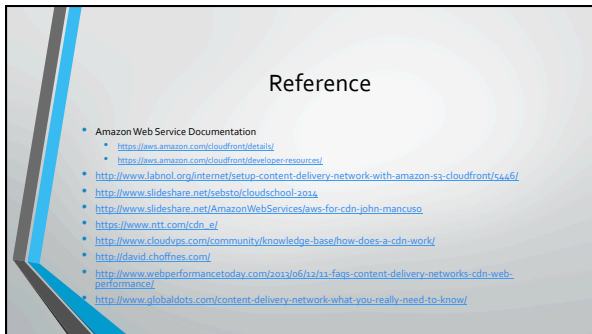 Reference
Amazon Web Service Documentation
https://aws.amazon.com/cloudfront/details/
https://aws.amazon.com/cloudfront/developer-resources/
http://www.labnol.org/internet/setup-content-delivery-network-with-amazon-s3-cloudfront/5446/
http://www.slideshare.net/sebsto/cloudschool-2014
http://www.slideshare.net/AmazonWebServices/aws-for-cdn-john-mancuso
https://www.ntt.com/cdn_e/
http://www.cloudvps.com/community/knowledge-base/how-does-a-cdn-work/
http://david.choffnes.com/
http://www.webperformancetoday.com/2013/06/12/11-faqs-content-delivery-networks-cdn-web-
performance/
http://www.globaldots.com/content-delivery-network-what-you-really-need-to-know/